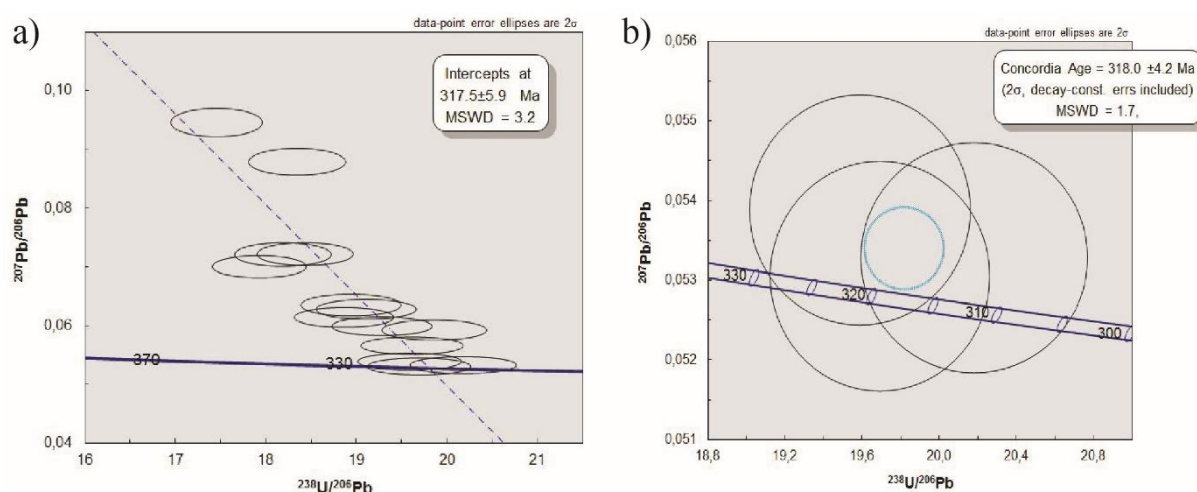 a)
data-point error ellipses are 2σ
Intercepts at
317.5±5.9 Ma
MSWD = 3.2
0,10
0,08
0,06
0,04
207Pb/206Pb
370
330
16
17
18
19
20
21
238U/206Pb
b)
data-point error ellipses are 2σ
Concordia Age = 318.0 ±4.2 Ma
(2σ, decay-const. errs included)
MSWD = 1.7,
0,056
0,055
0,054
0,053
0,052
0,051
207Pb/206Pb
330
320
310
300
18,8
19,2
19,6
20,0
20,4
20,8
238U/206Pb